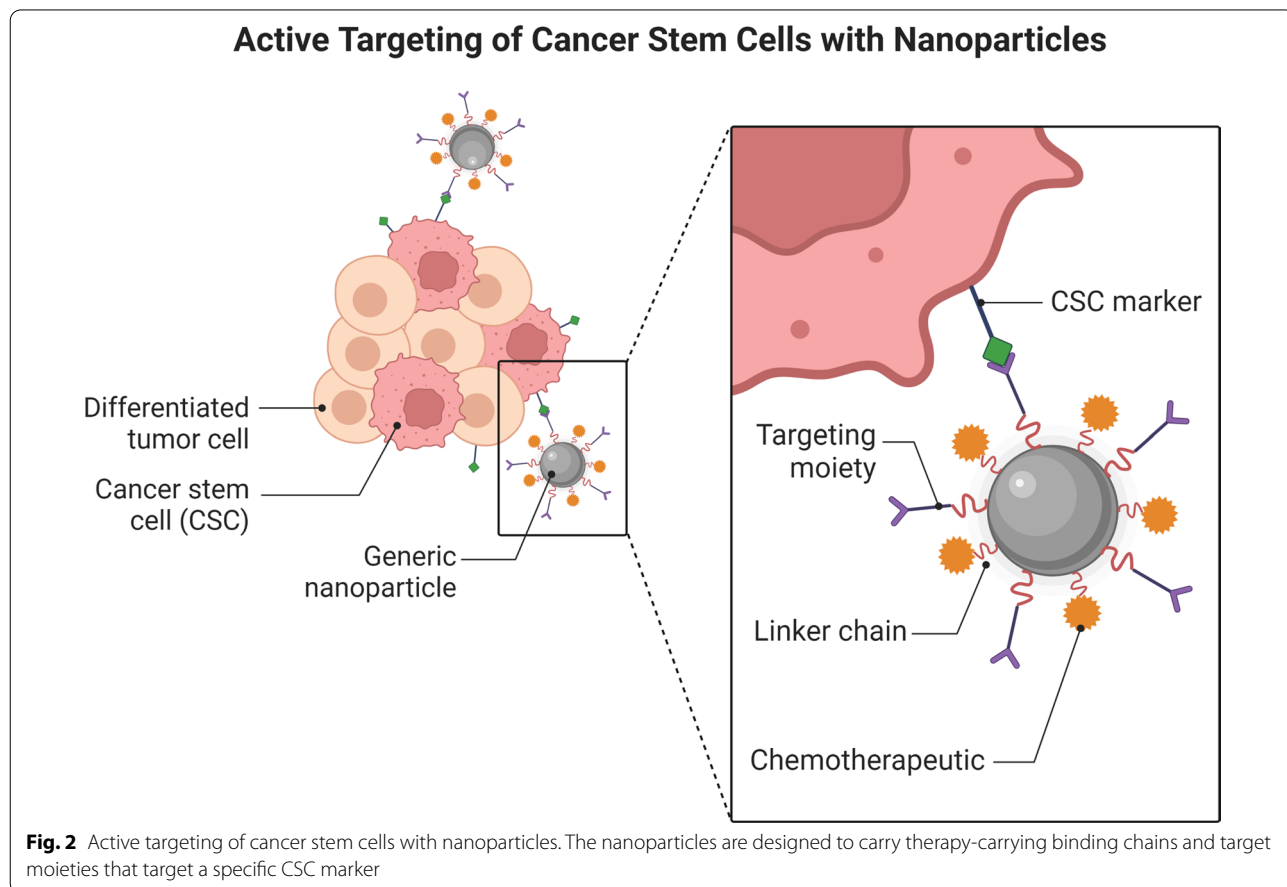 Active Targeting of Cancer Stem Cells with Nanoparticles
CSC marker
Differentiated
tumor cell
Cancer stem
cell (CSC)
Generic
nanoparticle
Targeting
moiety
Linker chain
Chemotherapeutic
Fig. 2 Active targeting of cancer stem cells with nanoparticles. The nanoparticles are designed to carry therapy-carrying binding chains and target
moieties that target a specific CSC marker